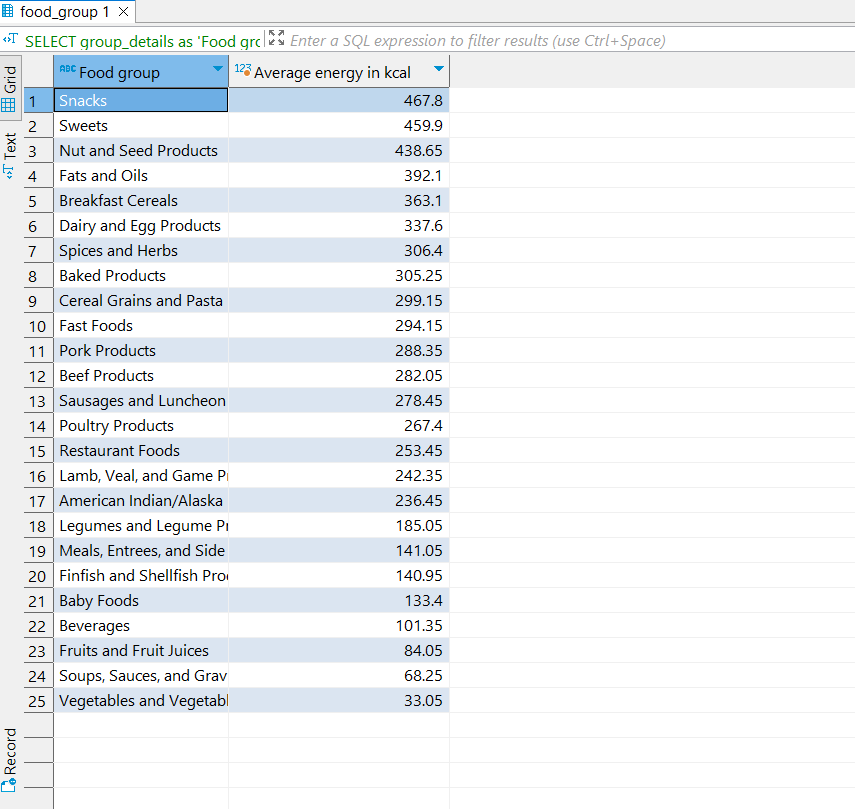 food_group 1
SELECT group_details as 'Food gro
Enter a SQL expression to filter results (use Ctrl+Space)
Grid
Text
Record
ABC Food group 123 Average energy in kcal
1 Snacks 467.8
2 Sweets 459.9
3 Nut and Seed Products 438.65
4 Fats and Oils 392.1
5 Breakfast Cereals 363.1
6 Dairy and Egg Products 337.6
7 Spices and Herbs 306.4
8 Baked Products 305.25
9 Cereal Grains and Pasta 299.15
10 Fast Foods 294.15
11 Pork Products 288.35
12 Beef Products 282.05
13 Sausages and Luncheon 278.45
14 Poultry Products 267.4
15 Restaurant Foods 253.45
16 Lamb, Veal, and Game Pr 242.35
17 American Indian/Alaska 236.45
18 Legumes and Legume Pr 185.05
19 Meals, Entrees, and Side 141.05
20 Finfish and Shellfish Pro 140.95
21 Baby Foods 133.4
22 Beverages 101.35
23 Fruits and Fruit Juices 84.05
24 Soups, Sauces, and Grav 68.25
25 Vegetables and Vegetabl 33.05